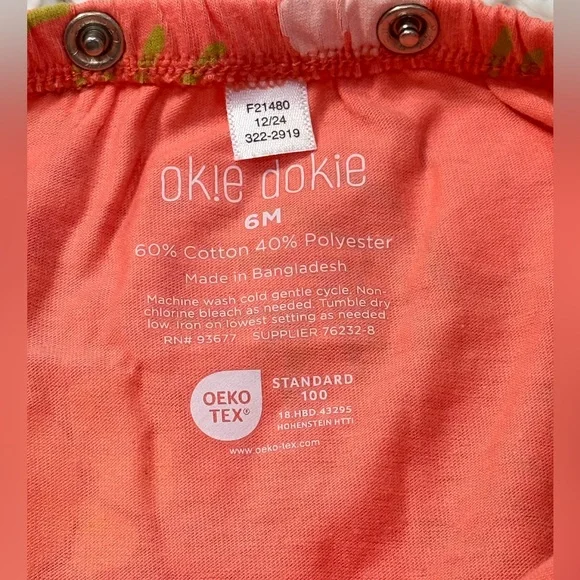 F21480
12/24
322-2919
ok!e dokie
6M
60% Cotton 40% Polyester
Made in Bangladesh
Machine wash cold gentle cycle. Non-
chlorine bleach as needed. Tumble dry
low. Iron on lowest setting as needed
RN# 93677 SUPPLIER 76232-8
OEKO
TEX®
STANDARD
100
18.HBD.43295
HOHENSTEIN HTTI
www.oeko-tex.com